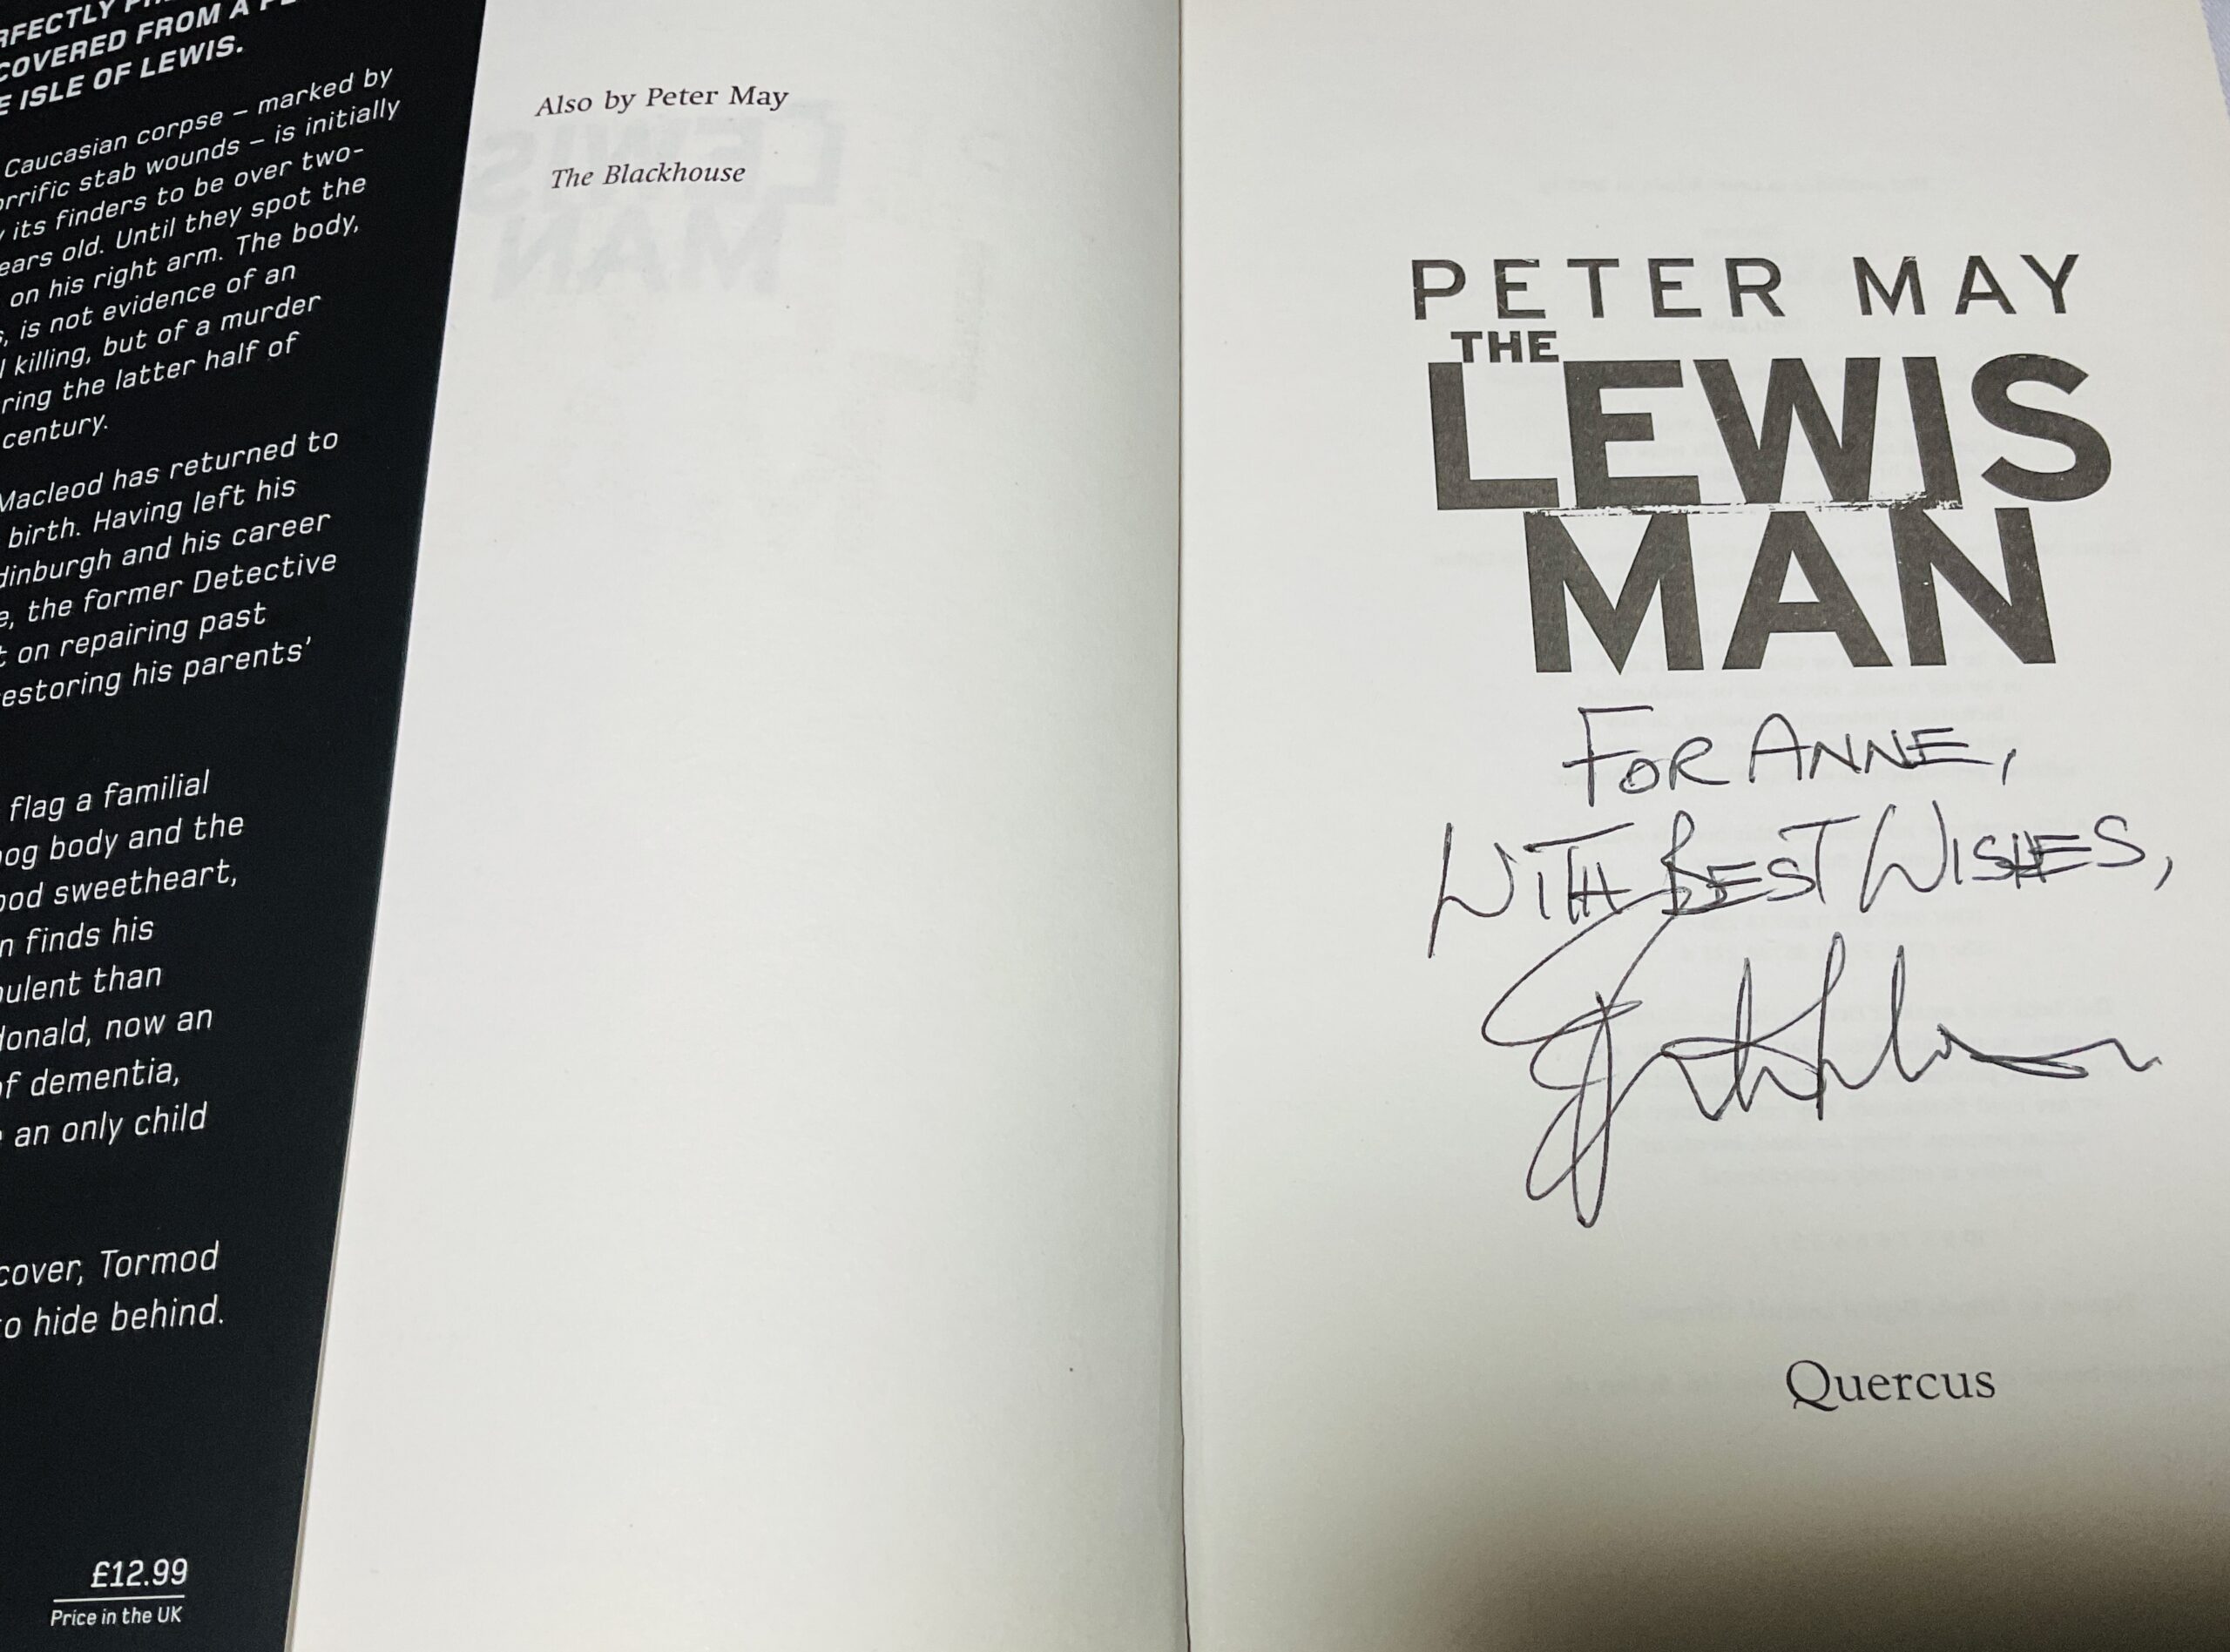 RFECTLY
COVERED FROM A
ISLE OF LEWIS.
Caucasian corpse – marked by
orrific stab wounds – is initially
its finders to be over two-
ears old. Until they spot the
on his right arm. The body,
, is not evidence of an
killing, but of a murder
ring the latter half of
century.
Macleod has returned to
birth. Having left his
dinburgh and his career
e, the former Detective
t on repairing past
estoring his parents'
flag a familial
og body and the
ood sweetheart,
n finds his
pulent than
donald, now an
of dementia,
an only child
cover, Tormod
o hide behind.
£12.99
Price in the UK
Also by Peter May
The Blackhouse
PETER MAY
THE
LEWIS
MAN
FOR ANNE,
WITH BEST WISHES,
Quercus